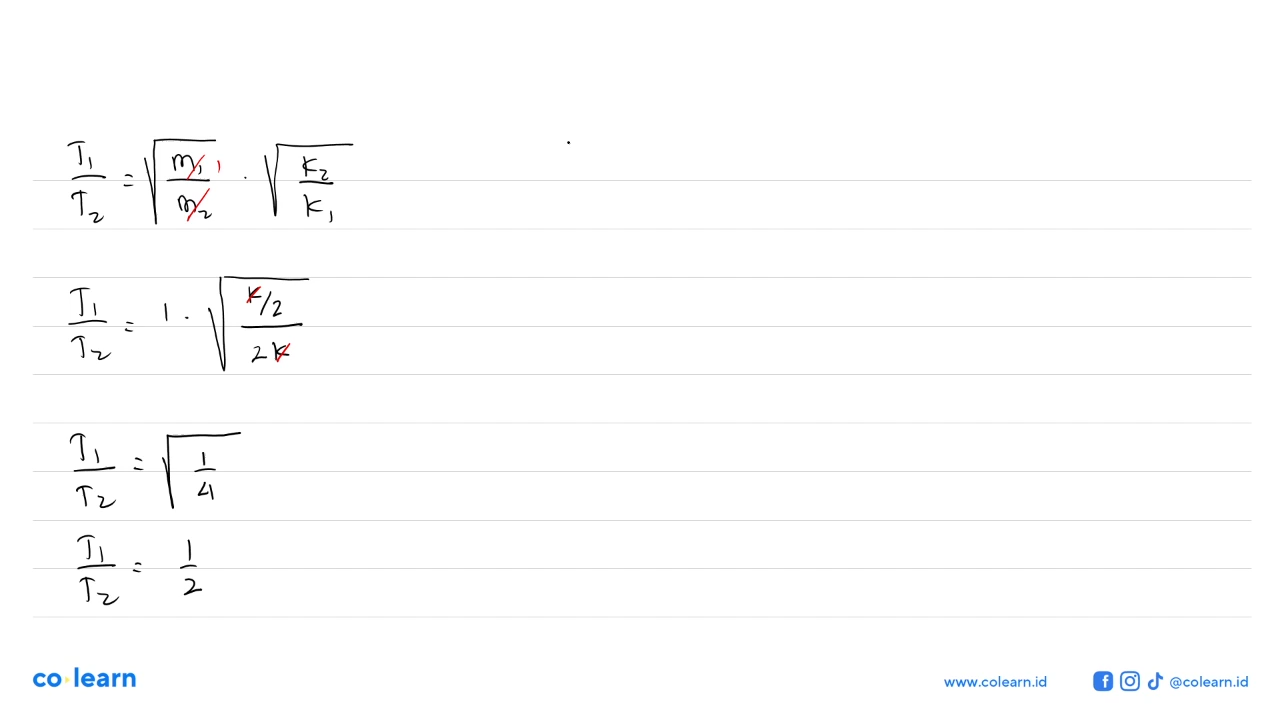 T₁/T₂ = √(m₁/m₂) 1 · √(K₂/K₁)
T₁/T₂ = 1 · √((K/2)/(2K))
T₁/T₂ = √(1/4)
T₁/T₂ = 1/2
co learn
www.colearn.id
@colearn.id